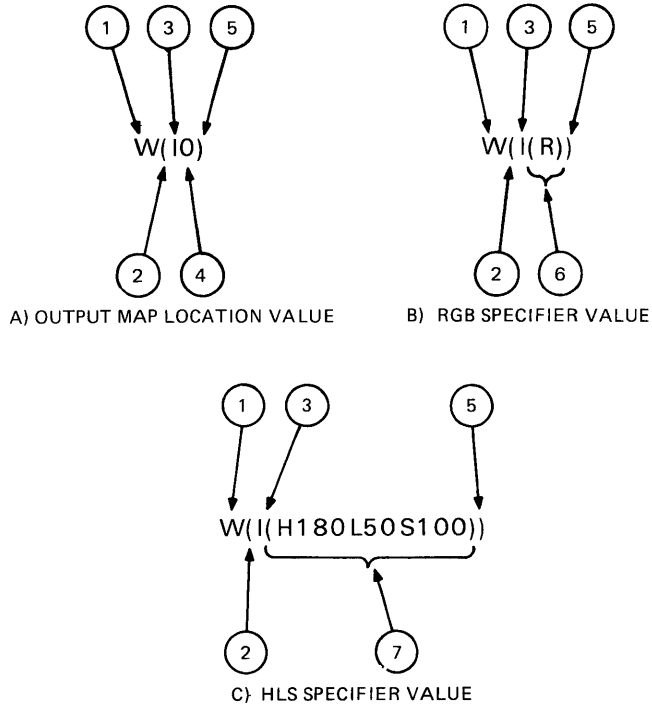 1 3 5
W(I0)
2 4
A) OUTPUT MAP LOCATION VALUE
1 3 5
W(I(R))
2 6
B) RGB SPECIFIER VALUE
1 3 5
W(I(H180L50S100))
2 7
C) HLS SPECIFIER VALUE